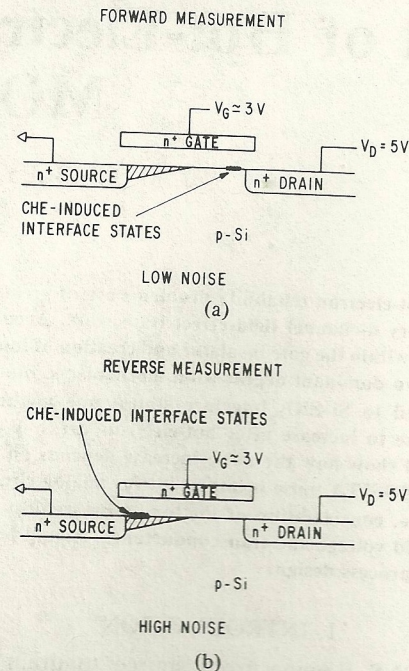 FORWARD MEASUREMENT
V_G ≃ 3 V
n⁺ GATE
V_D = 5V
n⁺ SOURCE
n⁺ DRAIN
CHE-INDUCED
INTERFACE STATES
p-Si
LOW NOISE
(a)
REVERSE MEASUREMENT
CHE-INDUCED INTERFACE STATES
V_G ≃ 3V
n⁺ GATE
V_D = 5V
n⁺ SOURCE
n⁺ DRAIN
p-Si
HIGH NOISE
(b)